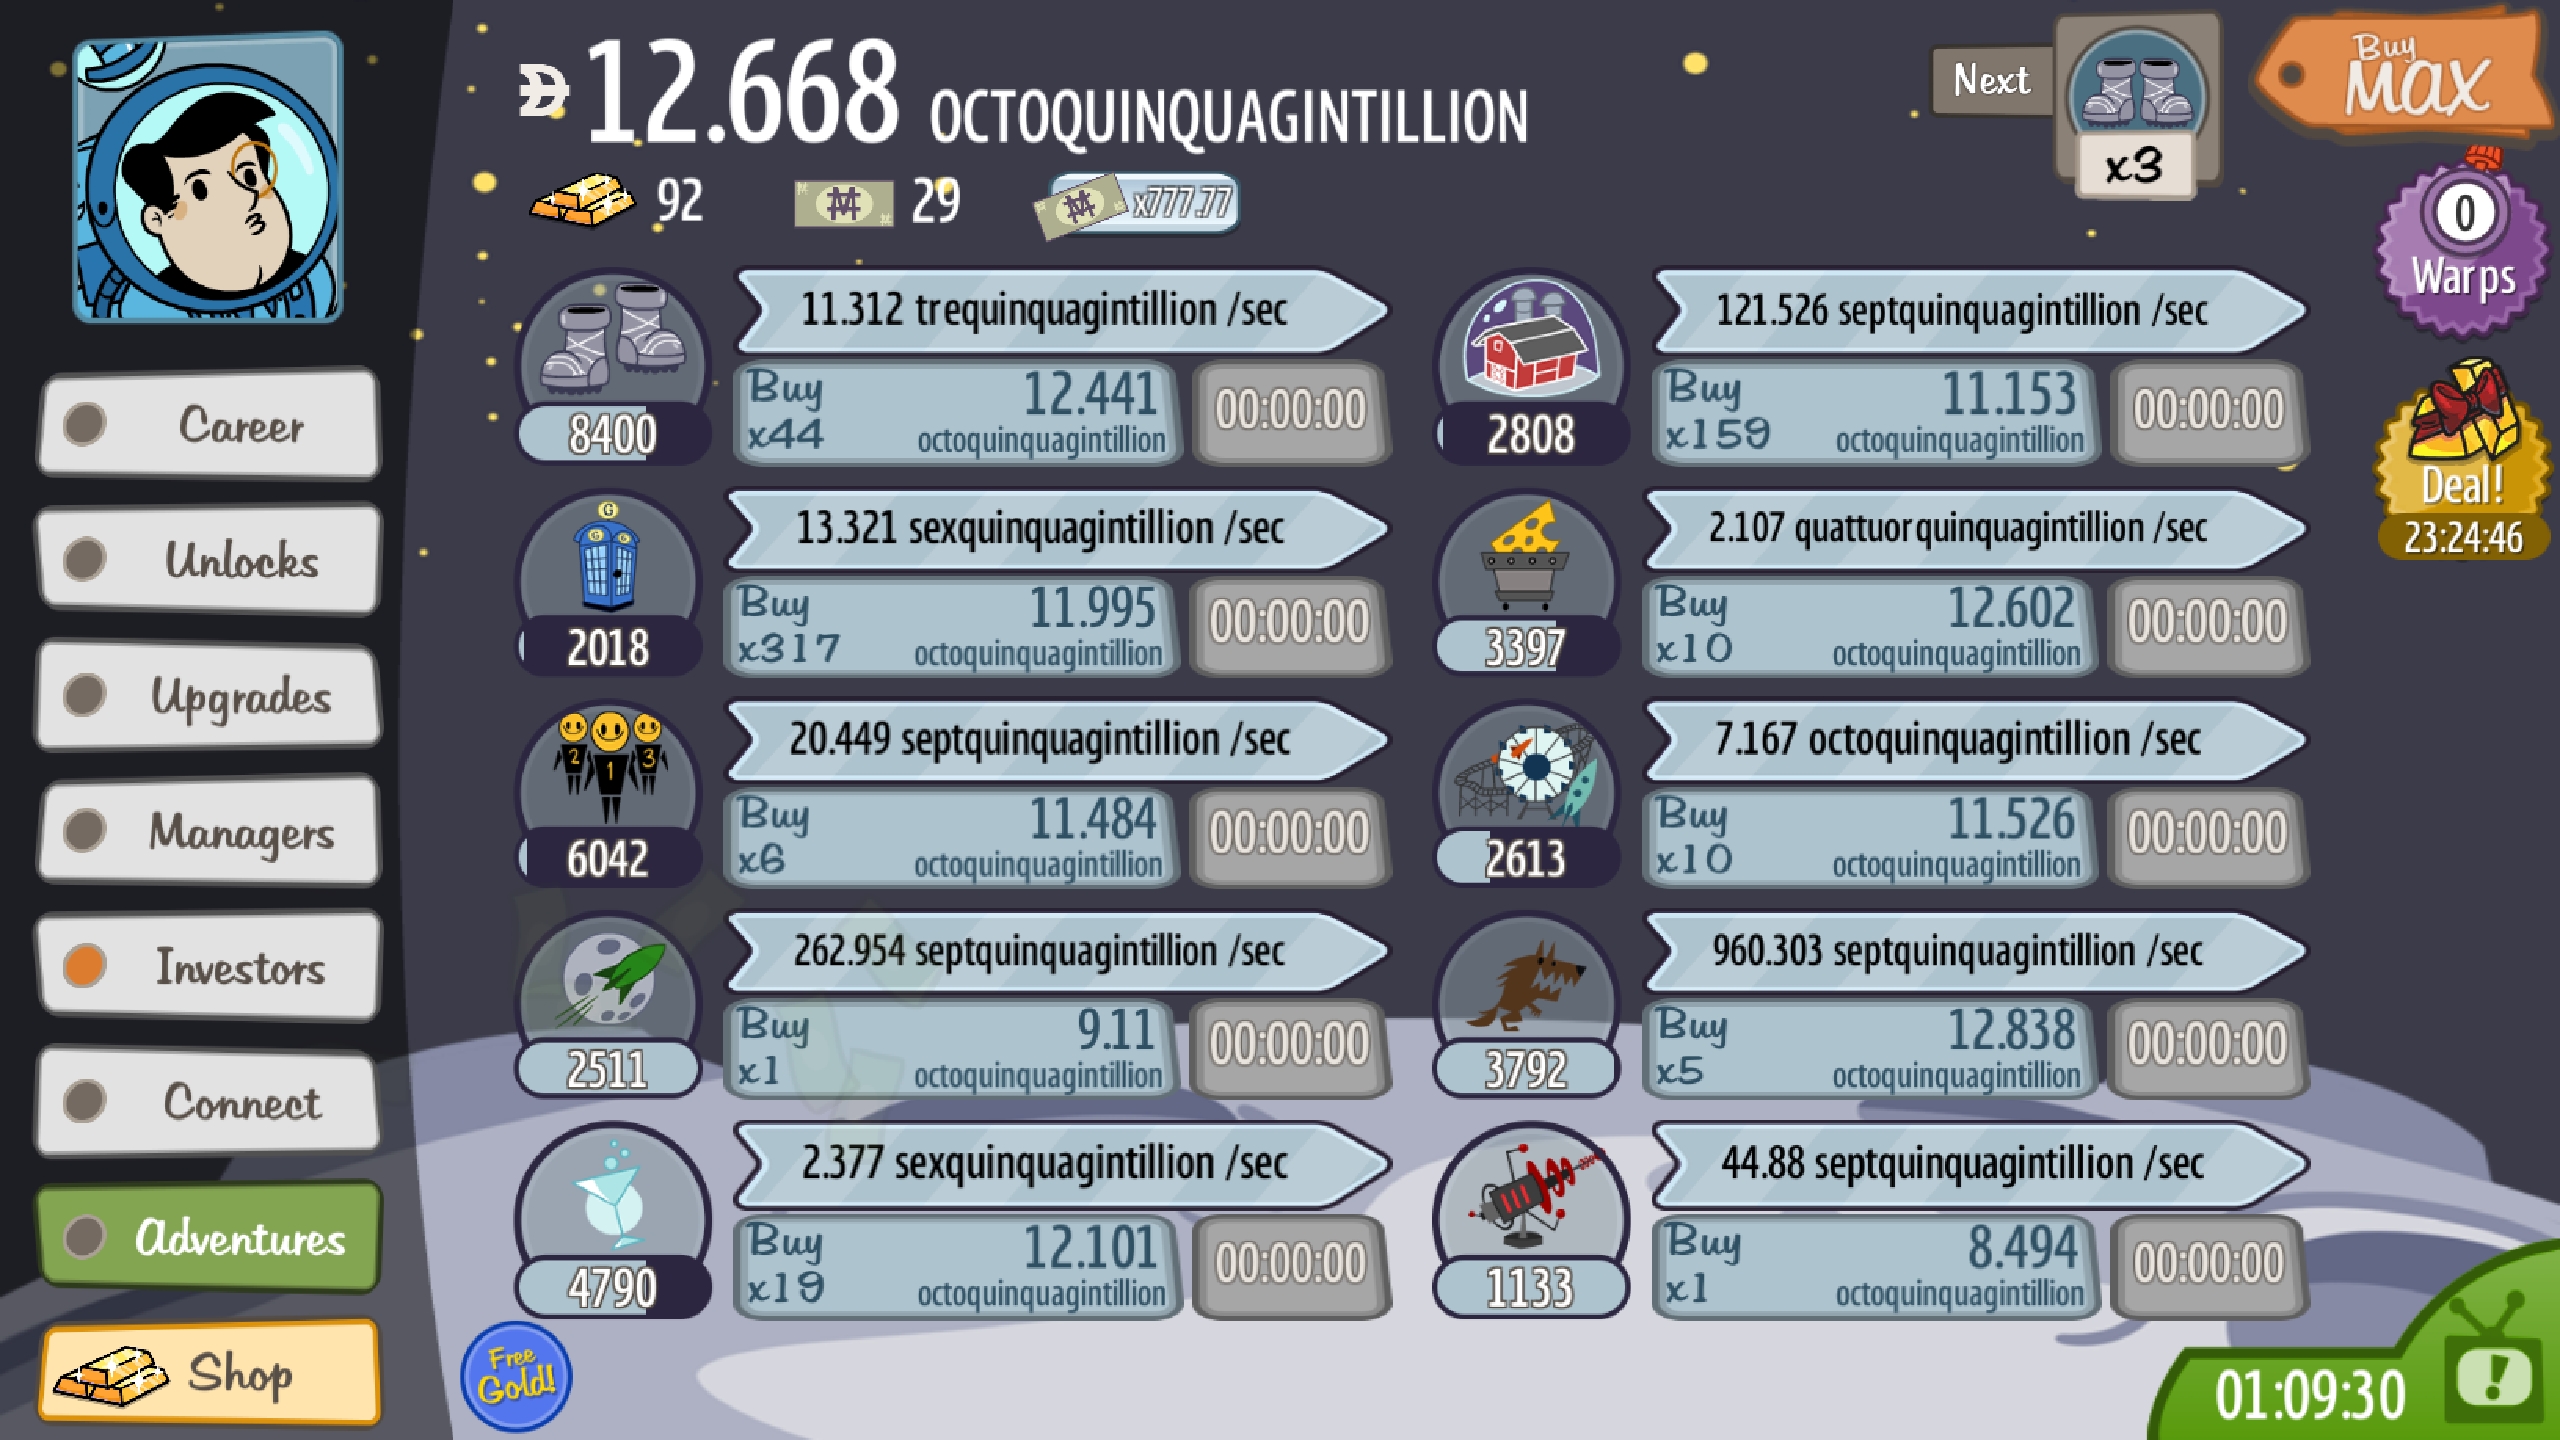 12.668 OCTOQUINQUAGINTILLION
92
29
x777.77
Next
x3
Buy
MAX
0
Warps
Deal!
23:24:46
Career
Unlocks
Upgrades
Managers
Investors
Connect
Adventures
Shop
11.312 trequinquagintillion /sec
8400
Buy
x44
12.441
octoquinquagintillion
00:00:00
121.526 septquinquagintillion /sec
2808
Buy
x159
11.153
octoquinquagintillion
00:00:00
G
G
G
13.321 sexquinquagintillion /sec
2018
Buy
x317
11.995
octoquinquagintillion
00:00:00
2.107 quattuorquinquagintillion /sec
3397
Buy
x10
12.602
octoquinquagintillion
00:00:00
2
1
3
20.449 septquinquagintillion /sec
6042
Buy
x6
11.484
octoquinquagintillion
00:00:00
7.167 octoquinquagintillion /sec
2613
Buy
x10
11.526
octoquinquagintillion
00:00:00
262.954 septquinquagintillion /sec
2511
Buy
x1
9.11
octoquinquagintillion
00:00:00
960.303 septquinquagintillion /sec
3792
Buy
x5
12.838
octoquinquagintillion
00:00:00
2.377 sexquinquagintillion /sec
4790
Buy
x19
12.101
octoquinquagintillion
00:00:00
44.88 septquinquagintillion /sec
1133
Buy
x1
8.494
octoquinquagintillion
00:00:00
Free
Gold!
01:09:30
!